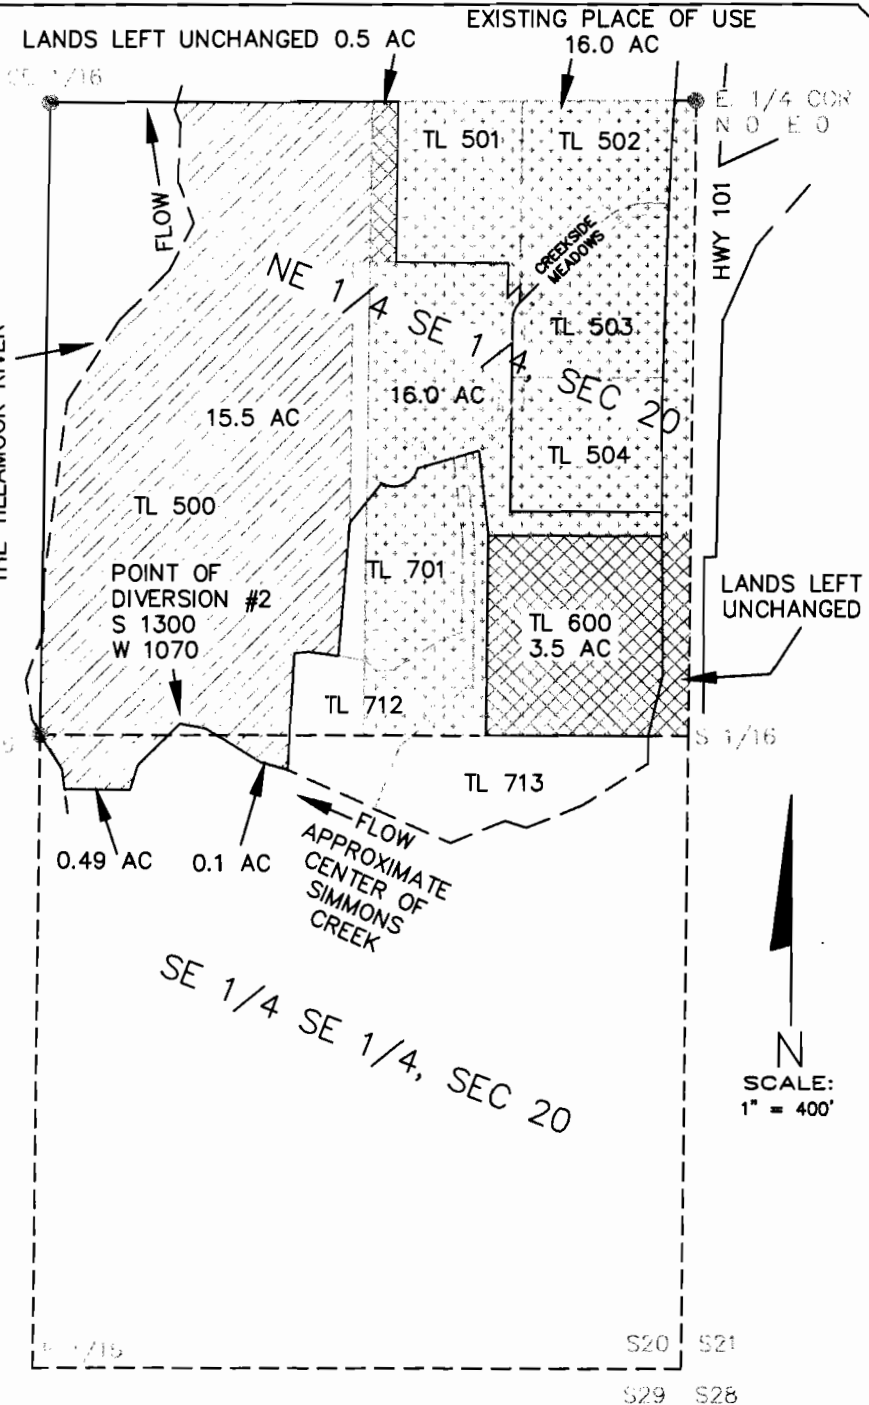 LANDS LEFT UNCHANGED 0.5 AC
EXISTING PLACE OF USE
16.0 AC
1/16
E 1/4 COR
N 0 E 0
TL 501
TL 502
FLOW
HWY 101
CREEKSIDE
MEADOWS
NE 1/4 SE 1/4, SEC 20
TL 503
RIVER
15.5 AC
16.0 AC
TL 504
TL 500
TL 701
POINT OF
DIVERSION #2
S 1300
W 1070
LANDS LEFT
UNCHANGED
TL 600
3.5 AC
TL 712
S 1/16
TL 713
0.49 AC
0.1 AC
FLOW
APPROXIMATE
CENTER OF
SIMMONS
CREEK
SE 1/4 SE 1/4, SEC 20
N
SCALE:
1" = 400'
1/16
S20
S21
S29
S28